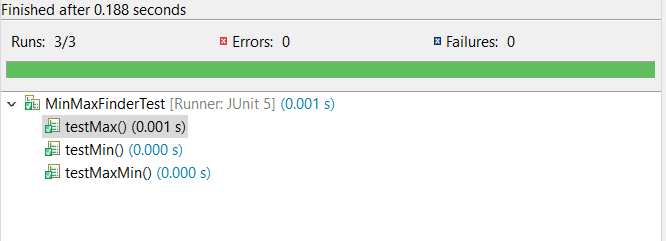 Finished after 0.188 seconds
Runs: 3/3 Errors: 0 Failures: 0
MinMaxFinderTest [Runner: JUnit 5] (0.001 s)
testMax() (0.001 s)
testMin() (0.000 s)
testMaxMin() (0.000 s)